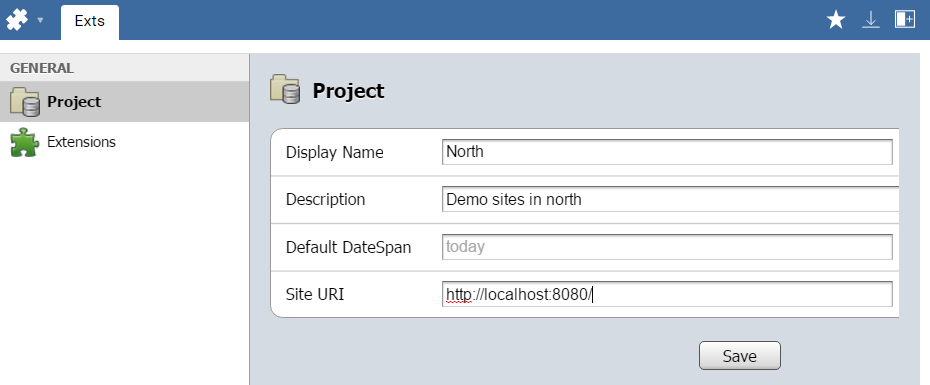 Exts
GENERAL
Project
Extensions
Project
Display Name North
Description Demo sites in north
Default DateSpan today
Site URI http://localhost:8080/
Save